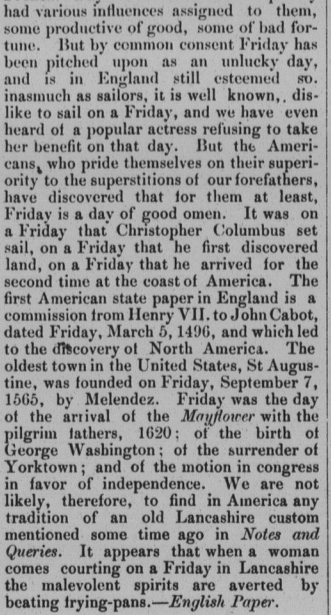 had various influences assigned to them,
some productive of good, some of bad for-
tune. But by common consent Friday has
been pitched upon as an unlucky day,
and is in England still esteemed so.
inasmuch as sailors, it is well known,. dis-
like to sail on a Friday, and we have even
heard of a popular actress refusing to take
her benefit on that day. But the Ameri-
cans, who pride themselves on their superi-
ority to the superstitions of our forefathers,
have discovered that for them at least,
Friday is a day of good omen. It was on
a Friday that Christopher Columbus set
sail, on a Friday that he first discovered
land, on a Friday that he arrived for the
second time at the coast of America. The
first American state paper in England is a
commission from Henry VII. to John Cabot,
dated Friday, March 5, 1496, and which led
to the discovery of North America. The
oldest town in the United States, St Augus-
tine, was founded on Friday, September 7,
1565, by Melendez. Friday was the day
of the arrival of the Mayflower with the
pilgrim fathers, 1620; of the birth of
George Washington; of the surrender of
Yorktown; and of the motion in congress
in favor of independence. We are not
likely, therefore, to find in America any
tradition of an old Lancashire custom
mentioned some time ago in Notes and
Queries. It appears that when a woman
comes courting on a Friday in Lancashire
the malevolent spirits are averted by
beating frying-pans.—English Paper.